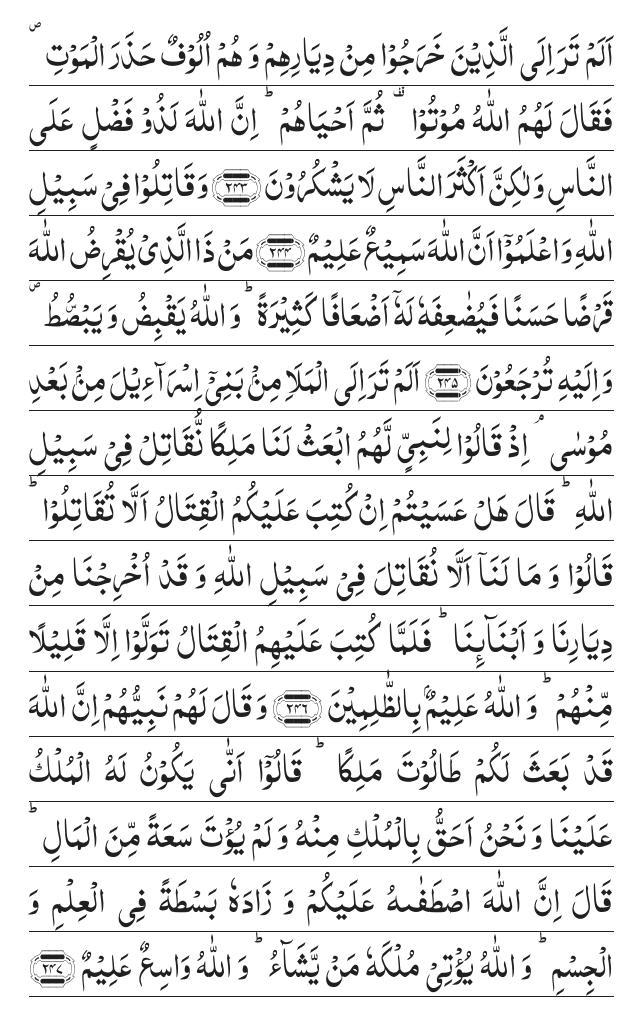 اَلَمْ تَرَ اِلَى الَّذِیْنَ خَرَجُوْا مِنْ دِیَارِهِمْ وَ هُمْ اُلُوْفٌ حَذَرَ الْمَوْتِ ۪
فَقَالَ لَهُمُ اللّٰهُ مُوْتُوْا ۫ ثُمَّ اَحْیَاهُمْ ؕ اِنَّ اللّٰهَ لَذُوْ فَضْلٍ عَلَى
النَّاسِ وَ لٰكِنَّ اَكْثَرَ النَّاسِ لَا یَشْكُرُوْنَ ﴿۲۴۳﴾ وَ قَاتِلُوْا فِیْ سَبِیْلِ
اللّٰهِ وَ اعْلَمُوْۤا اَنَّ اللّٰهَ سَمِیْعٌ عَلِیْمٌ ﴿۲۴۴﴾ مَنْ ذَا الَّذِیْ یُقْرِضُ اللّٰهَ
قَرْضًا حَسَنًا فَیُضٰعِفَهٗ لَهٗۤ اَضْعَافًا كَثِیْرَةً ؕ وَ اللّٰهُ یَقْبِضُ وَ یَبْصُۜطُ ۪
وَ اِلَیْهِ تُرْجَعُوْنَ ﴿۲۴۵﴾ اَلَمْ تَرَ اِلَى الْمَلَاِ مِنْۢ بَنِیْۤ اِسْرَآءِیْلَ مِنْۢ بَعْدِ
مُوْسٰى ۘ اِذْ قَالُوْا لِنَبِیٍّ لَّهُمُ ابْعَثْ لَنَا مَلِكًا نُّقَاتِلْ فِیْ سَبِیْلِ
اللّٰهِ ؕ قَالَ هَلْ عَسَیْتُمْ اِنْ كُتِبَ عَلَیْكُمُ الْقِتَالُ اَلَّا تُقَاتِلُوْا ؕ
قَالُوْا وَ مَا لَنَاۤ اَلَّا نُقَاتِلَ فِیْ سَبِیْلِ اللّٰهِ وَ قَدْ اُخْرِجْنَا مِنْ
دِیَارِنَا وَ اَبْنَآىِٕنَا ؕ فَلَمَّا كُتِبَ عَلَیْهِمُ الْقِتَالُ تَوَلَّوْا اِلَّا قَلِیْلًا
مِّنْهُمْ ؕ وَ اللّٰهُ عَلِیْمٌۢ بِالظّٰلِمِیْنَ ﴿۲۴۶﴾ وَ قَالَ لَهُمْ نَبِیُّهُمْ اِنَّ اللّٰهَ
قَدْ بَعَثَ لَكُمْ طَالُوْتَ مَلِكًا ؕ قَالُوْۤا اَنّٰى یَكُوْنُ لَهُ الْمُلْكُ
عَلَیْنَا وَ نَحْنُ اَحَقُّ بِالْمُلْكِ مِنْهُ وَ لَمْ یُؤْتَ سَعَةً مِّنَ الْمَالِ ؕ
قَالَ اِنَّ اللّٰهَ اصْطَفٰىهُ عَلَیْكُمْ وَ زَادَهٗ بَسْطَةً فِی الْعِلْمِ وَ
الْجِسْمِ ؕ وَ اللّٰهُ یُؤْتِیْ مُلْكَهٗ مَنْ یَّشَآءُ ؕ وَ اللّٰهُ وَاسِعٌ عَلِیْمٌ ﴿۲۴۷﴾